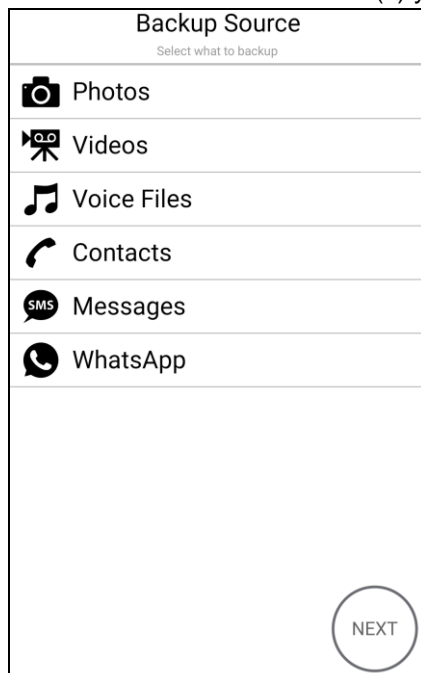 Backup Source
Select what to backup
Photos
Videos
Voice Files
Contacts
SMS Messages
WhatsApp
NEXT